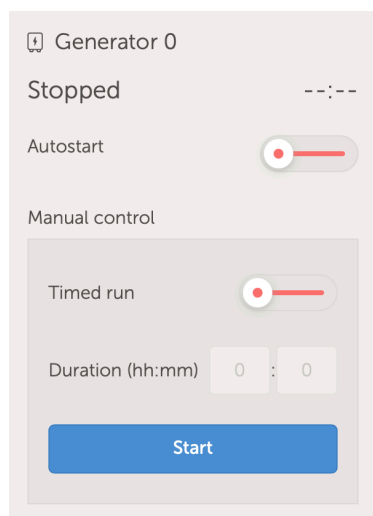 Generator 0
Stopped --:--
Autostart
Manual control
Timed run
Duration (hh:mm) 0 : 0
Start